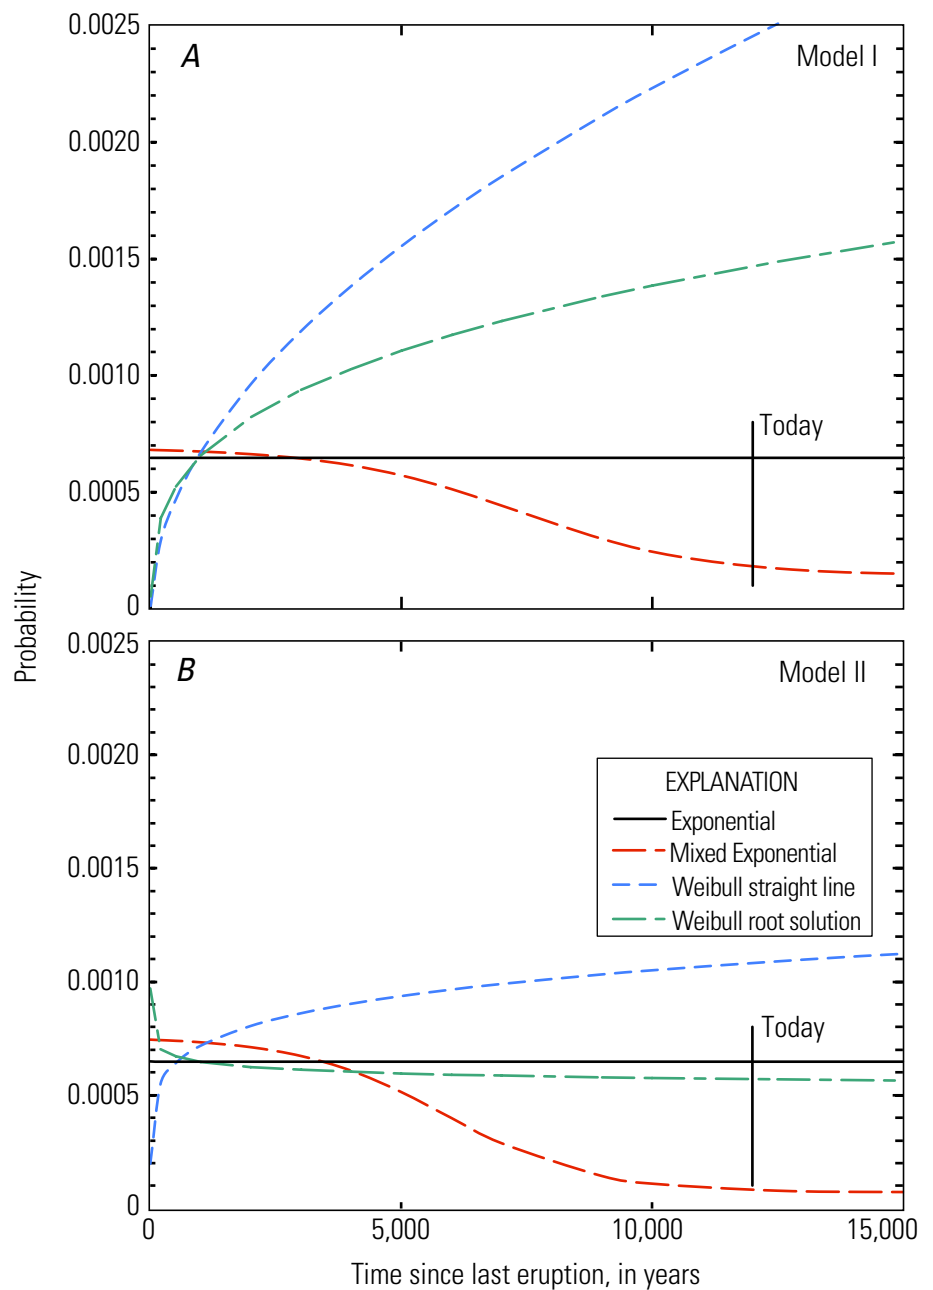 0.0025
A
Model I
0.0020
0.0015
0.0010
Today
0.0005
0
Probability
0.0025
B
Model II
0.0020
EXPLANATION
Exponential
Mixed Exponential
Weibull straight line
Weibull root solution
0.0015
0.0010
Today
0.0005
0
0 5,000 10,000 15,000
Time since last eruption, in years